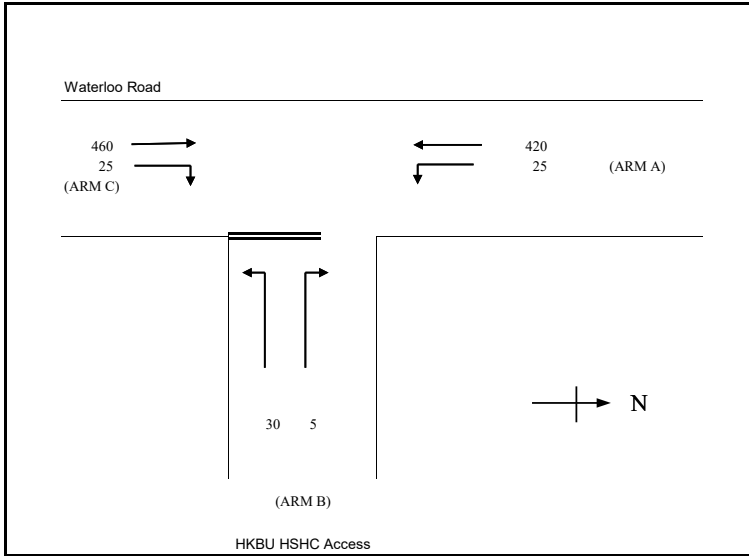 Waterloo Road
460
420
25
25
(ARM A)
(ARM C)
N
30 5
(ARM B)
HKBU HSHC Access